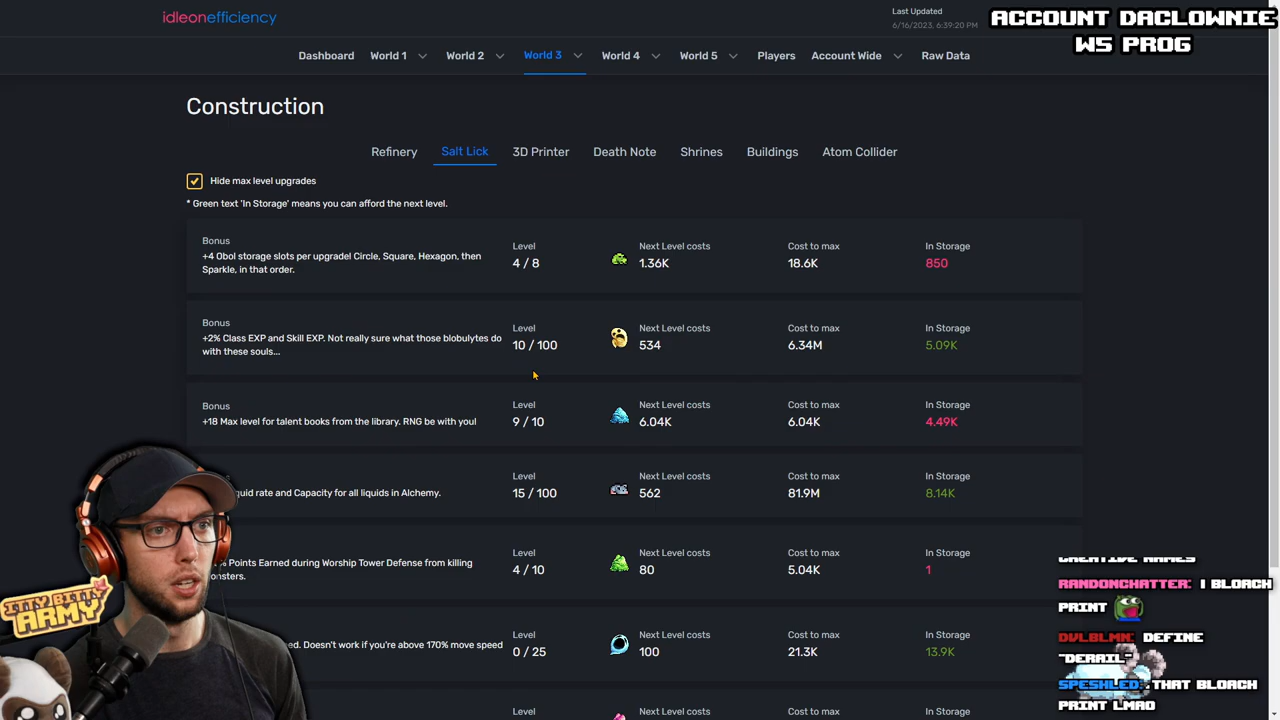 idleonefficiency
Last Updated
6/16/2023, 6:39:20 PM
ACCOUNT DACLOWNIE
W5 PROG
Dashboard World 1 World 2 World 3 World 4 World 5 Players Account Wide Raw Data
Construction
Refinery Salt Lick 3D Printer Death Note Shrines Buildings Atom Collider
Hide max level upgrades
* Green text 'In Storage' means you can afford the next level.
Bonus
+4 Obol storage slots per upgrade! Circle, Square, Hexagon, then
Sparkle, in that order.
Level
4 / 8
Next Level costs
1.36K
Cost to max
18.6K
In Storage
850
Bonus
+2% Class EXP and Skill EXP. Not really sure what those blobulytes do
with these souls...
Level
10 / 100
Next Level costs
534
Cost to max
6.34M
In Storage
5.09K
Bonus
+18 Max level for talent books from the library. RNG be with you!
Level
9 / 10
Next Level costs
6.04K
Cost to max
6.04K
In Storage
4.49K
quid rate and Capacity for all liquids in Alchemy.
Level
15 / 100
Next Level costs
562
Cost to max
81.9M
In Storage
8.14K
% Points Earned during Worship Tower Defense from killing
onsters.
Level
4 / 10
Next Level costs
80
Cost to max
5.04K
In Storage
1
ed. Doesn't work if you're above 170% move speed
Level
0 / 25
Next Level costs
100
Cost to max
21.3K
In Storage
13.9K
Level
Next Level costs
Cost to max
In Storage
ITTY BITTY
ARMY
CREATIVE NAMES
RANDONCHATTER: I BLOACH
PRINT
DVLBLMN: DEFINE
"DERAIL"
SPESHLED: THAT BLOACH
PRINT LMAO